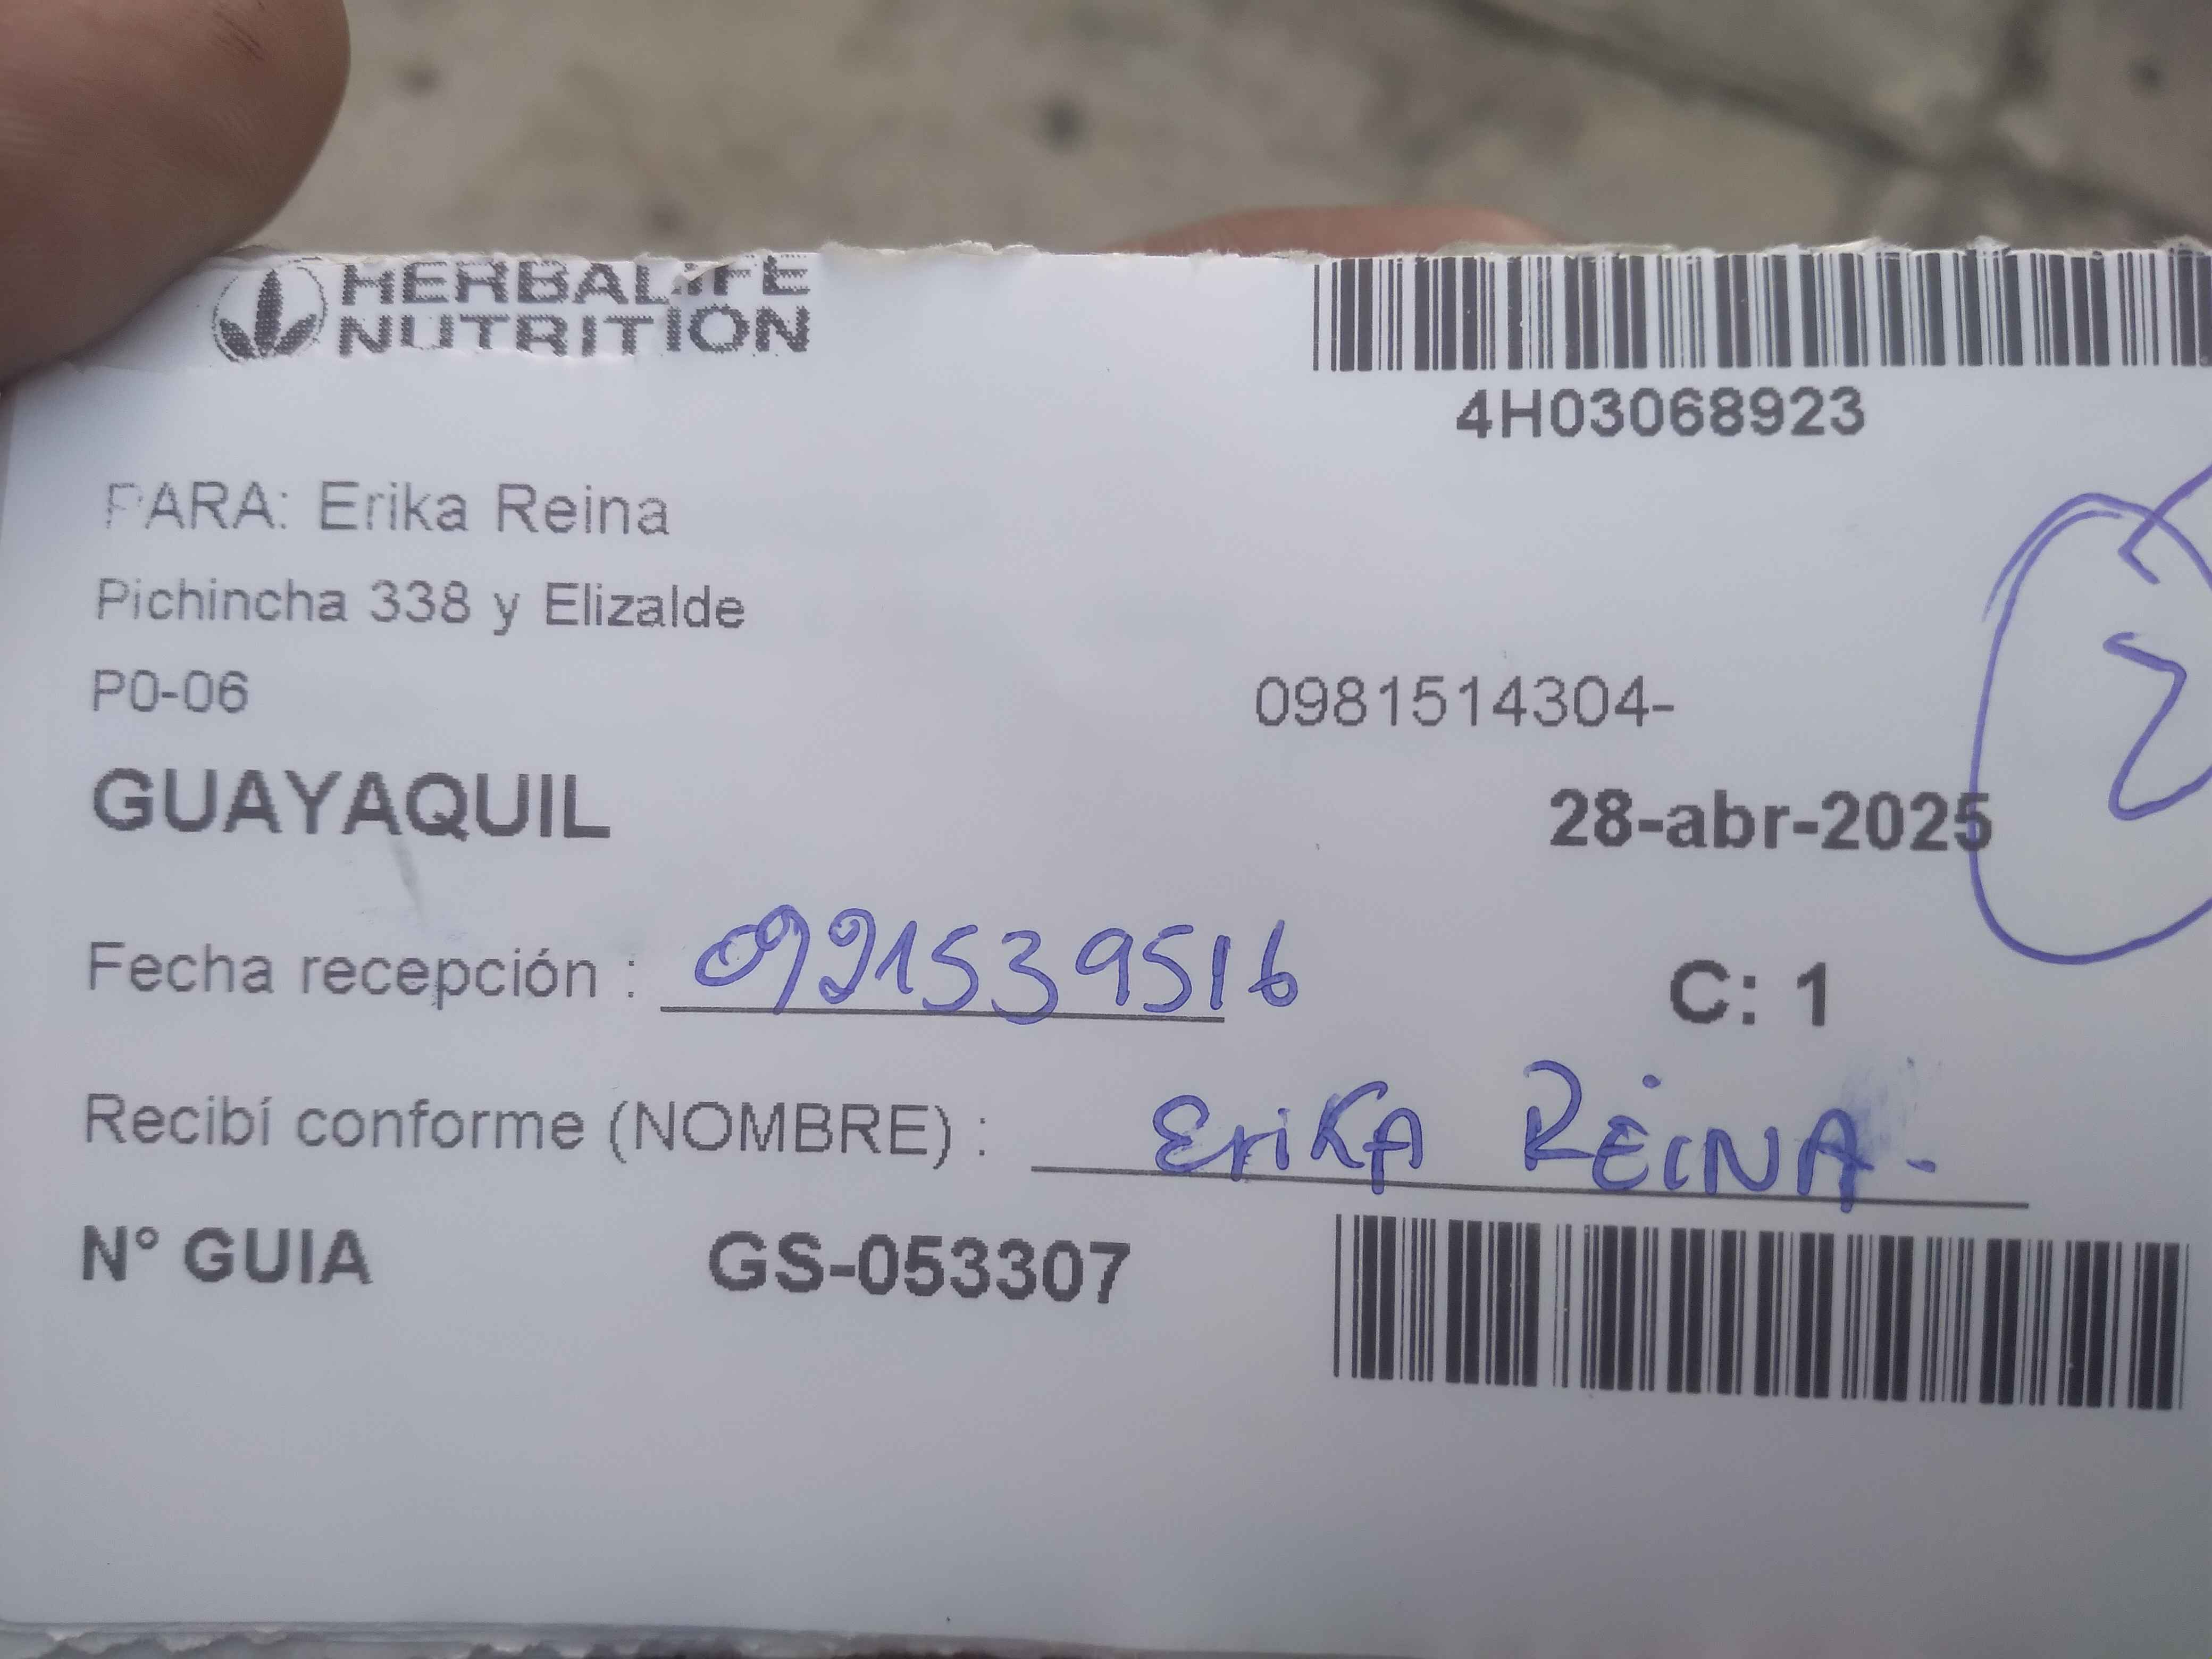 HERBALIFE
NUTRITION
4H03068923
PARA: Erika Reina
Pichincha 338 y Elizalde
P0-06
0981514304-
GUAYAQUIL
28-abr-2025
2
Fecha recepción : 0921539516
C: 1
Recibí conforme (NOMBRE) : Erika REINA-
N° GUIA GS-053307